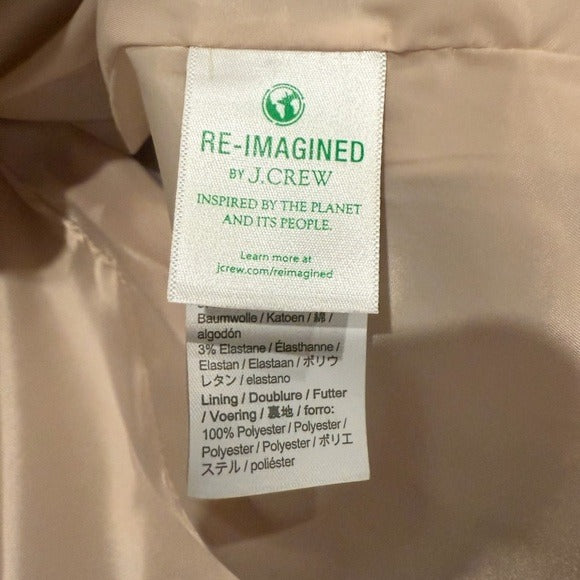 RE-IMAGINED
BY J.CREW
INSPIRED BY THE PLANET
AND ITS PEOPLE.
Learn more at
jcrew.com/reimagined
Baumwolle / Katoen / 綿 /
algodón
3% Elastane / Élasthanne /
Elastan / Elastaan / ポリウ
レタン / elastano
Lining / Doublure / Futter
/ Voering / 裏地 / forro:
100% Polyester / Polyester /
Polyester / Polyester / ポリエ
ステル / poliéster